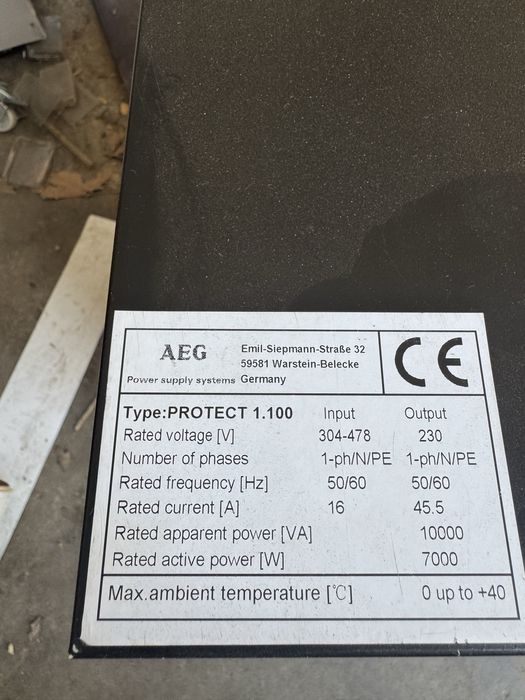 AEG
Power supply systems
Emil-Siepmann-Straße 32
59581 Warstein-Belecke
Germany
CE
Type:PROTECT 1.100 Input Output
Rated voltage [V] 304-478 230
Number of phases 1-ph/N/PE 1-ph/N/PE
Rated frequency [Hz] 50/60 50/60
Rated current [A] 16 45.5
Rated apparent power [VA] 10000
Rated active power [W] 7000
Max.ambient temperature [℃] 0 up to +40